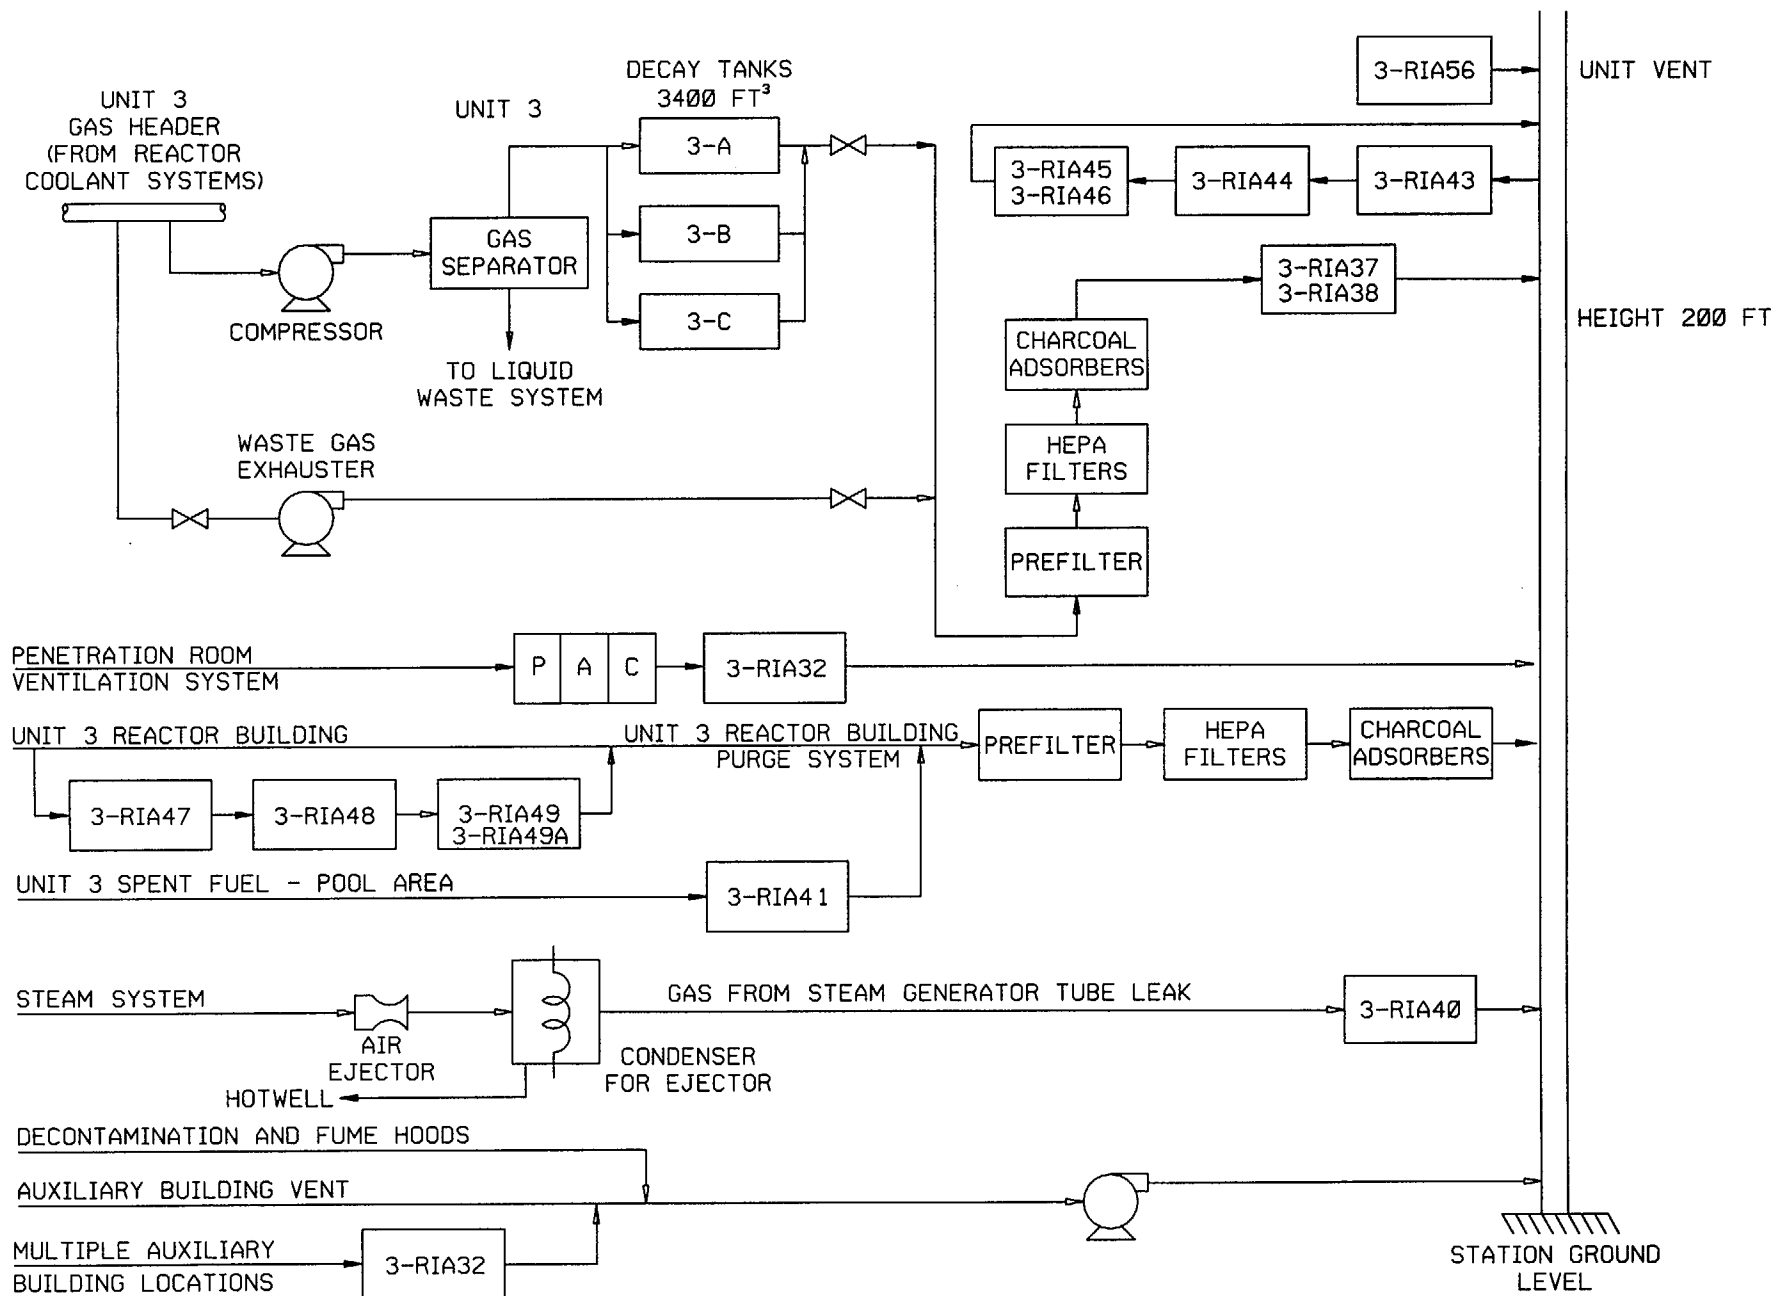 DECAY TANKS
3400 FT³
UNIT 3
GAS HEADER
(FROM REACTOR
COOLANT SYSTEMS)
UNIT 3
3-RIA56
UNIT VENT
3-A
3-RIA45
3-RIA46
3-RIA44
3-RIA43
GAS
SEPARATOR
3-B
3-RIA37
3-RIA38
COMPRESSOR
3-C
HEIGHT 200 FT
CHARCOAL
ADSORBERS
TO LIQUID
WASTE SYSTEM
WASTE GAS
EXHAUSTER
HEPA
FILTERS
PREFILTER
PENETRATION ROOM
VENTILATION SYSTEM
P A C
3-RIA32
UNIT 3 REACTOR BUILDING
UNIT 3 REACTOR BUILDING
PURGE SYSTEM
PREFILTER
HEPA
FILTERS
CHARCOAL
ADSORBERS
3-RIA47
3-RIA48
3-RIA49
3-RIA49A
UNIT 3 SPENT FUEL - POOL AREA
3-RIA41
STEAM SYSTEM
GAS FROM STEAM GENERATOR TUBE LEAK
3-RIA40
AIR
EJECTOR
CONDENSER
FOR EJECTOR
HOTWELL
DECONTAMINATION AND FUME HOODS
AUXILIARY BUILDING VENT
MULTIPLE AUXILIARY
BUILDING LOCATIONS
3-RIA32
STATION GROUND
LEVEL